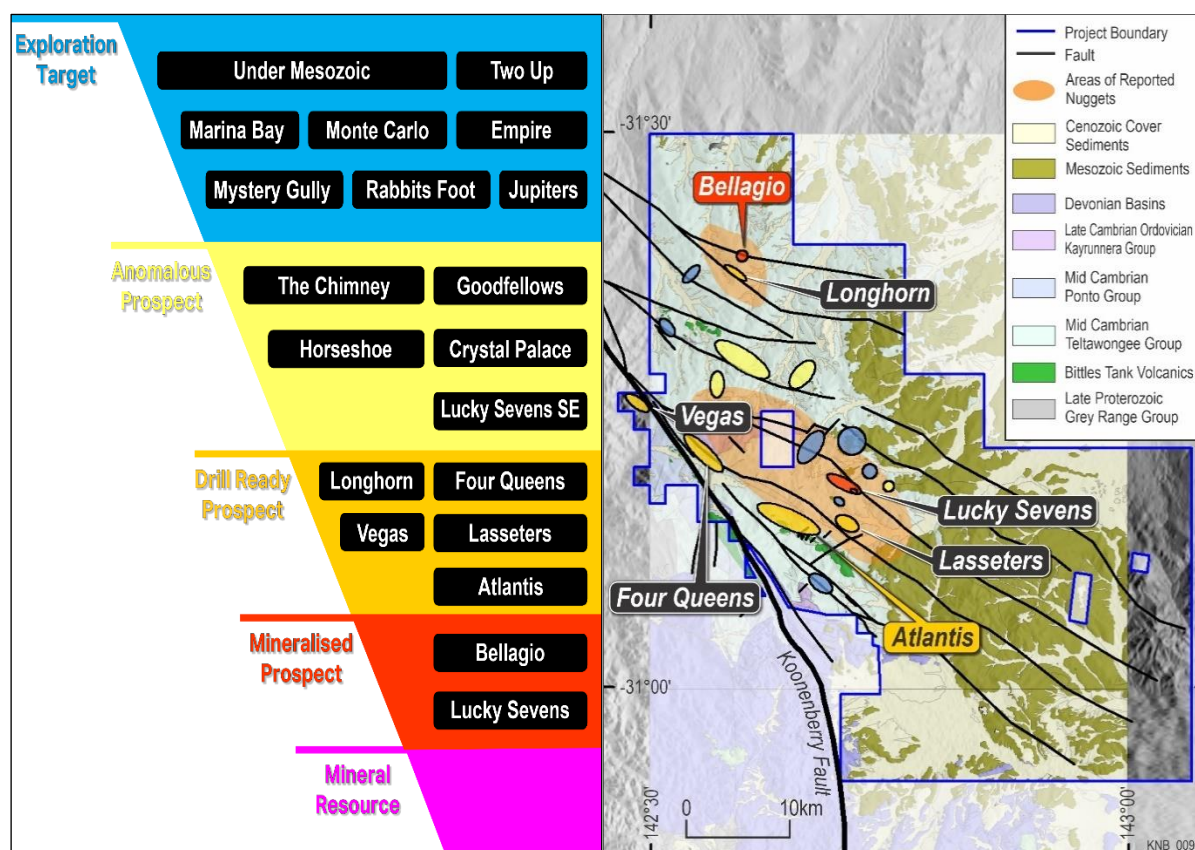 Exploration
Target
Under Mesozoic
Two Up
Marina Bay
Monte Carlo
Empire
Mystery Gully
Rabbits Foot
Jupiters
Anomalous
Prospect
The Chimney
Goodfellows
Horseshoe
Crystal Palace
Lucky Sevens SE
Drill Ready
Prospect
Longhorn
Four Queens
Vegas
Lasseters
Atlantis
Mineralised
Prospect
Bellagio
Lucky Sevens
Mineral
Resource
-31°30'
Bellagio
Longhorn
Vegas
Lucky Sevens
Lasseters
Four Queens
Atlantis
-31°00'
Koonenberry Fault
0 10km
142°30'
143°00'
KNB_009
Project Boundary
Fault
Areas of Reported
Nuggets
Cenozoic Cover
Sediments
Mesozoic Sediments
Devonian Basins
Late Cambrian Ordovician
Kayrunnera Group
Mid Cambrian
Ponto Group
Mid Cambrian
Teltawongee Group
Bittles Tank Volcanics
Late Proterozoic
Grey Range Group